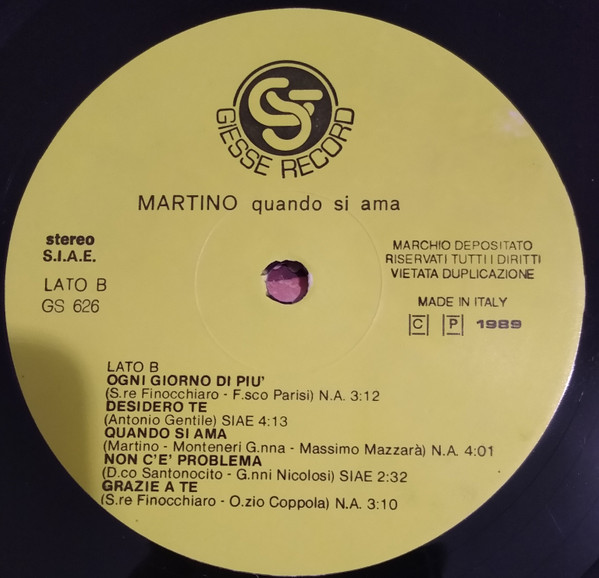 GS
GIESSE RECORD
MARTINO quando si ama
stereo
S.I.A.E.
LATO B
GS 626
MARCHIO DEPOSITATO
RISERVATI TUTTI I DIRITTI
VIETATA DUPLICAZIONE
MADE IN ITALY
C P 1989
LATO B
OGNI GIORNO DI PIU'
(S.re Finocchiaro - F.sco Parisi) N.A. 3:12
DESIDERO TE
(Antonio Gentile) SIAE 4:13
QUANDO SI AMA
(Martino - Monteneri G.nna - Massimo Mazzarà) N.A. 4:01
NON C'E' PROBLEMA
(D.co Santonocito - G.nni Nicolosi) SIAE 2:32
GRAZIE A TE
(S.re Finocchiaro - O.zio Coppola) N.A. 3:10